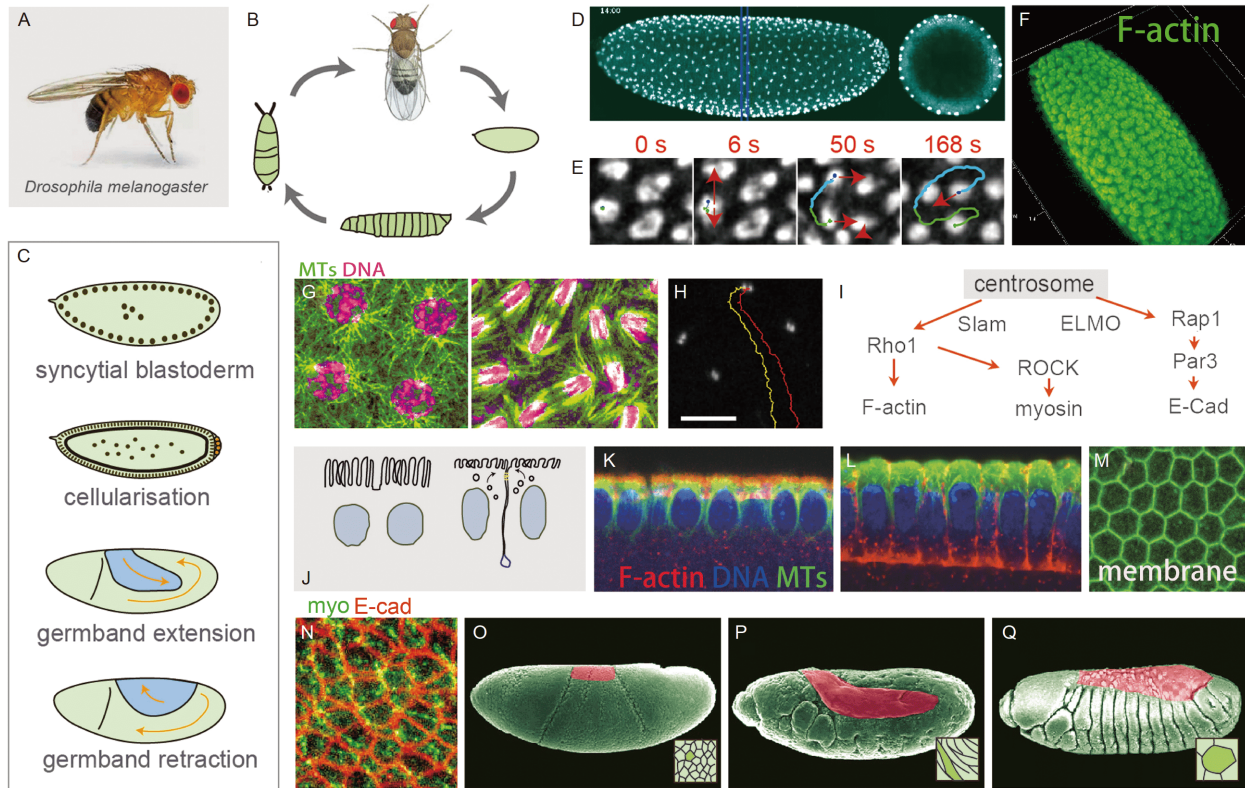 A
Drosophila melanogaster
B
C
syncytial blastoderm
cellularisation
germband extension
germband retraction
D
14:00
E
0 s
6 s
50 s
168 s
F
F-actin
MTs DNA
G
H
I
centrosome
Slam
ELMO
Rap1
Rho1
ROCK
Par3
F-actin
myosin
E-Cad
J
K
F-actin DNA MTs
L
M
membrane
myo E-cad
N
O
P
Q